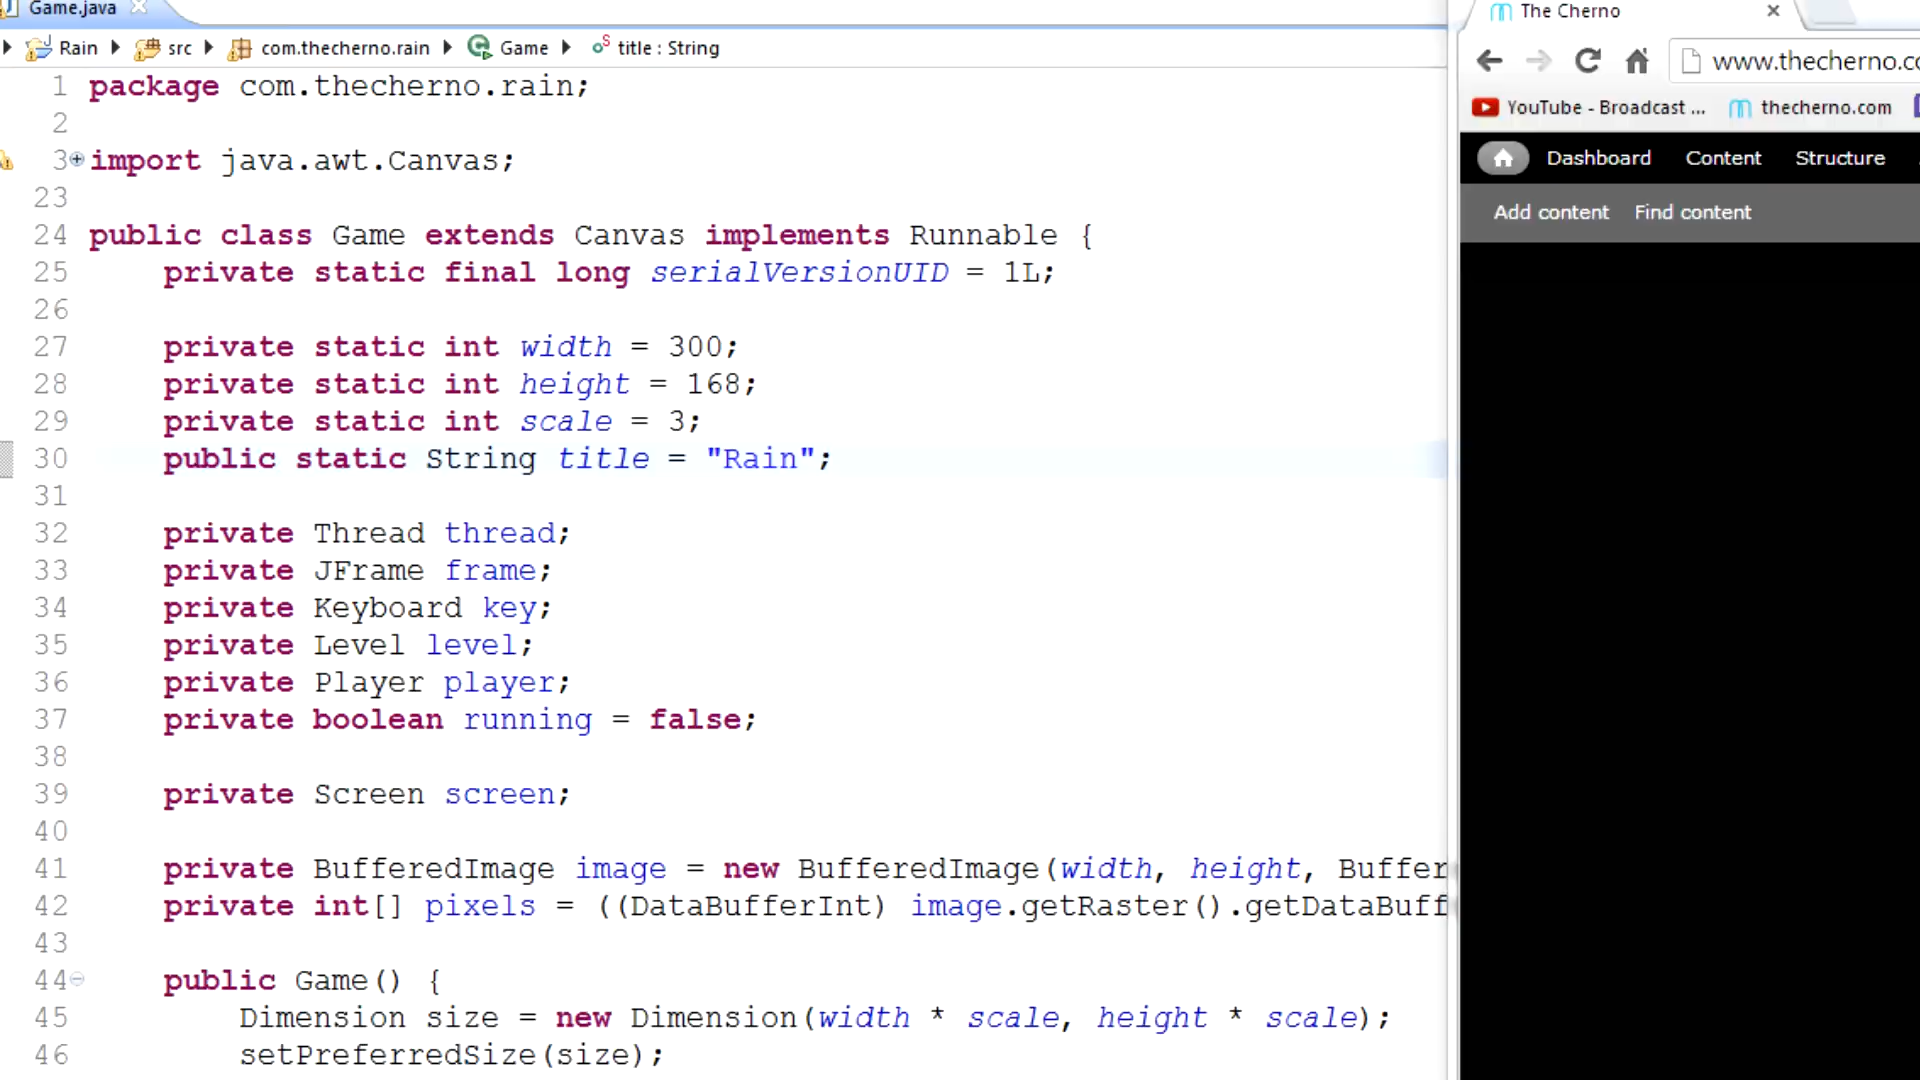 Game.java
Rain src com.thecherno.rain Game title : String
1 package com.thecherno.rain;
2
3 import java.awt.Canvas;
23
24 public class Game extends Canvas implements Runnable {
25 private static final long serialVersionUID = 1L;
26
27 private static int width = 300;
28 private static int height = 168;
29 private static int scale = 3;
30 public static String title = "Rain";
31
32 private Thread thread;
33 private JFrame frame;
34 private Keyboard key;
35 private Level level;
36 private Player player;
37 private boolean running = false;
38
39 private Screen screen;
40
41 private BufferedImage image = new BufferedImage(width, height, Buffer
42 private int[] pixels = ((DataBufferInt) image.getRaster().getDataBuff
43
44 public Game() {
45 Dimension size = new Dimension(width * scale, height * scale);
46 setPreferredSize(size);
The Cherno
www.thecherno.co
YouTube - Broadcast ... thecherno.com
Dashboard Content Structure
Add content Find content